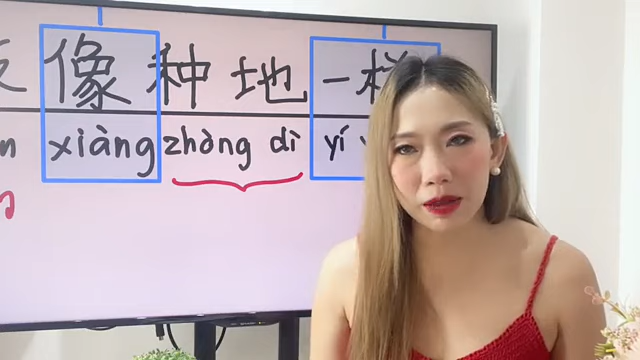 像 种 地 一 样
xiàng zhòng dì yí